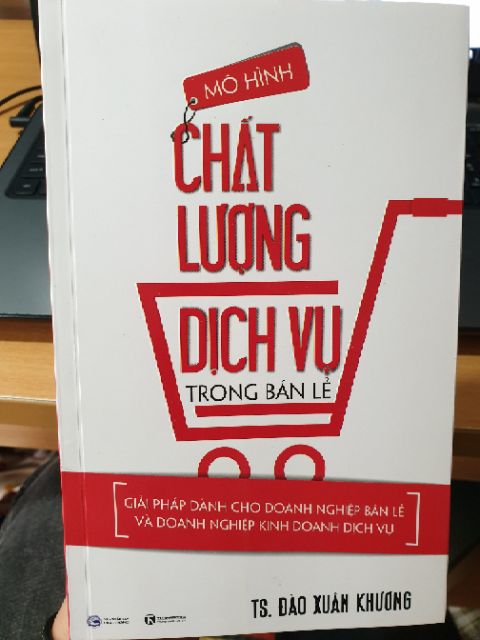 MÔ HÌNH
CHẤT
LƯỢNG
DỊCH VỤ
TRONG BÁN LẺ
GIẢI PHÁP DÀNH CHO DOANH NGHIỆP BÁN LẺ
VÀ DOANH NGHIỆP KINH DOANH DỊCH VỤ
TS. ĐÀO XUÂN KHƯƠNG